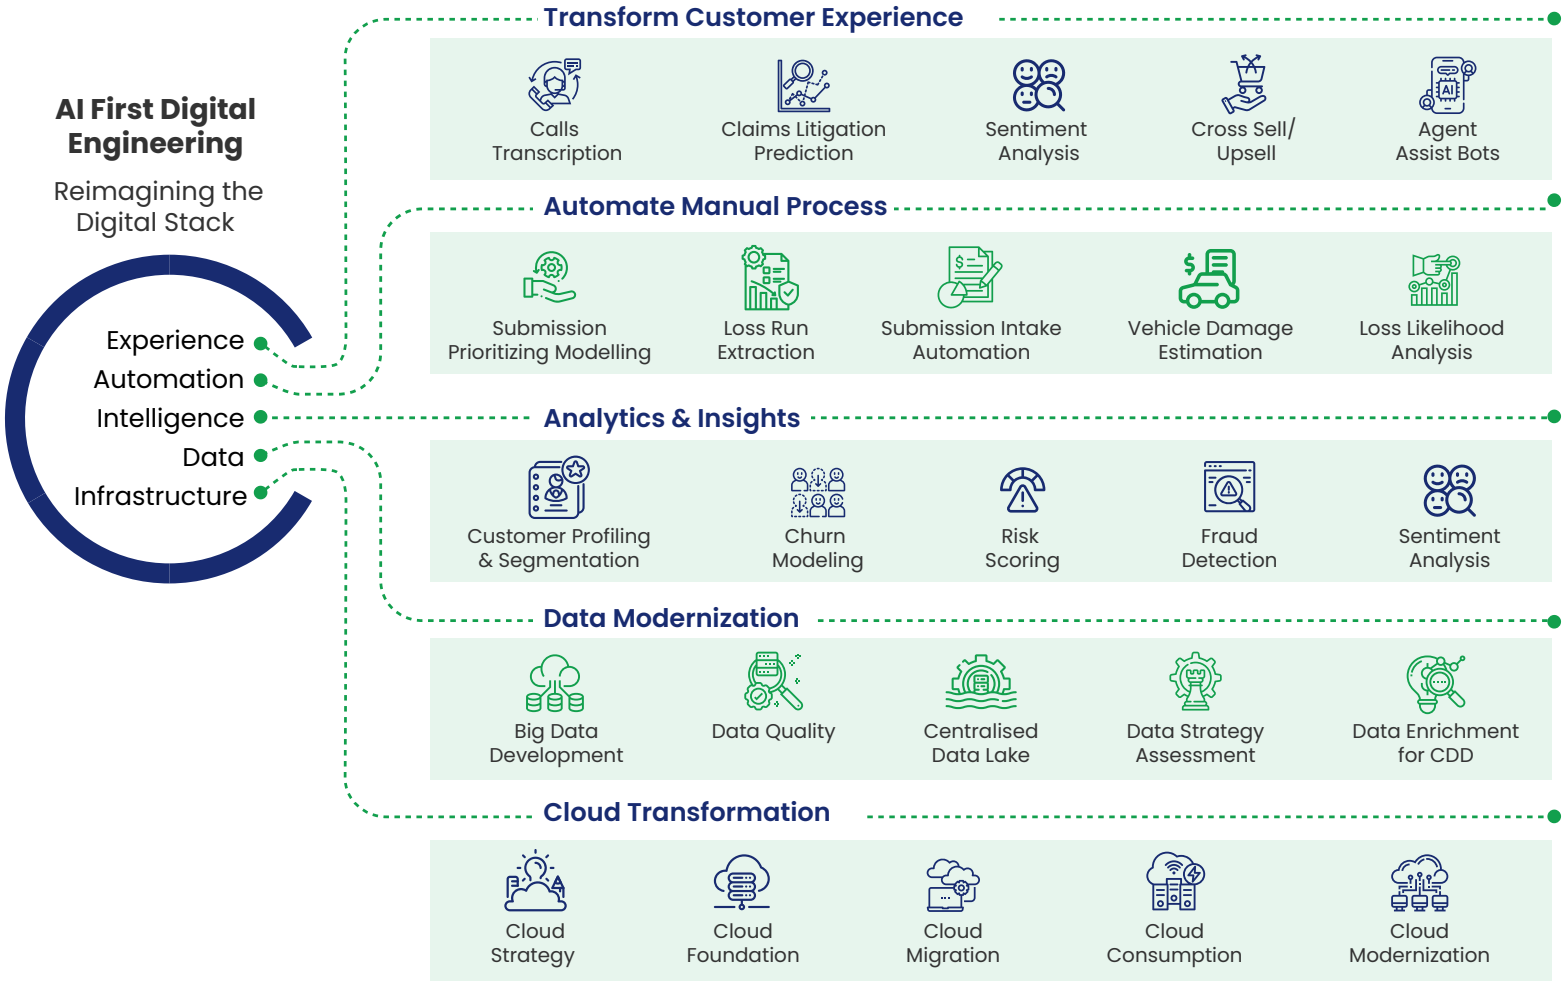 AI First Digital
Engineering
Reimagining the
Digital Stack
Experience
Automation
Intelligence
Data
Infrastructure
Transform Customer Experience
Calls
Transcription
Claims Litigation
Prediction
Sentiment
Analysis
Cross Sell/
Upsell
AI
Agent
Assist Bots
Automate Manual Process
Submission
Prioritizing Modelling
Loss Run
Extraction
$
Submission Intake
Automation
$
Vehicle Damage
Estimation
Loss Likelihood
Analysis
Analytics & Insights
Customer Profiling
& Segmentation
Churn
Modeling
Risk
Scoring
Fraud
Detection
Sentiment
Analysis
Data Modernization
Big Data
Development
Data Quality
Centralised
Data Lake
Data Strategy
Assessment
Data Enrichment
for CDD
Cloud Transformation
Cloud
Strategy
Cloud
Foundation
Cloud
Migration
Cloud
Consumption
Cloud
Modernization